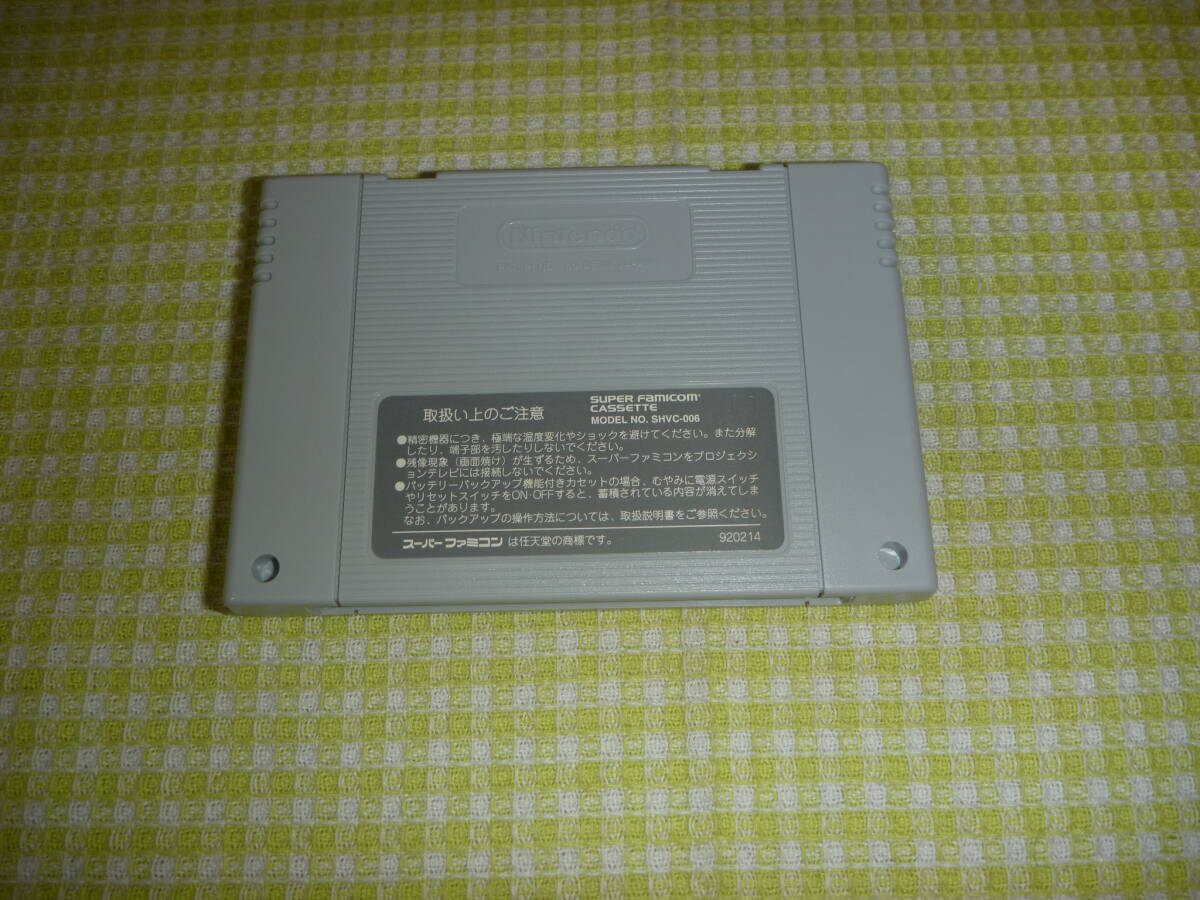 Nintendo
取扱い上のご注意
SUPER FAMICOM
CASSETTE
MODEL NO. SHVC-006
●精密機器につき、極端な温度変化やショックを避けてください。また分解
したり、端子部を汚したりしないでください。
●残像現象（画面焼け）が生ずるため、スーパーファミコンをプロジェクシ
ョンテレビには接続しないでください。
●バッテリーバックアップ機能付きカセットの場合、むやみに電源スイッチ
やリセットスイッチをON・OFFすると、蓄積されている内容が消えてしま
うことがあります。
なお、バックアップの操作方法については、取扱説明書をご参照ください。
スーパーファミコン は任天堂の商標です。
920214